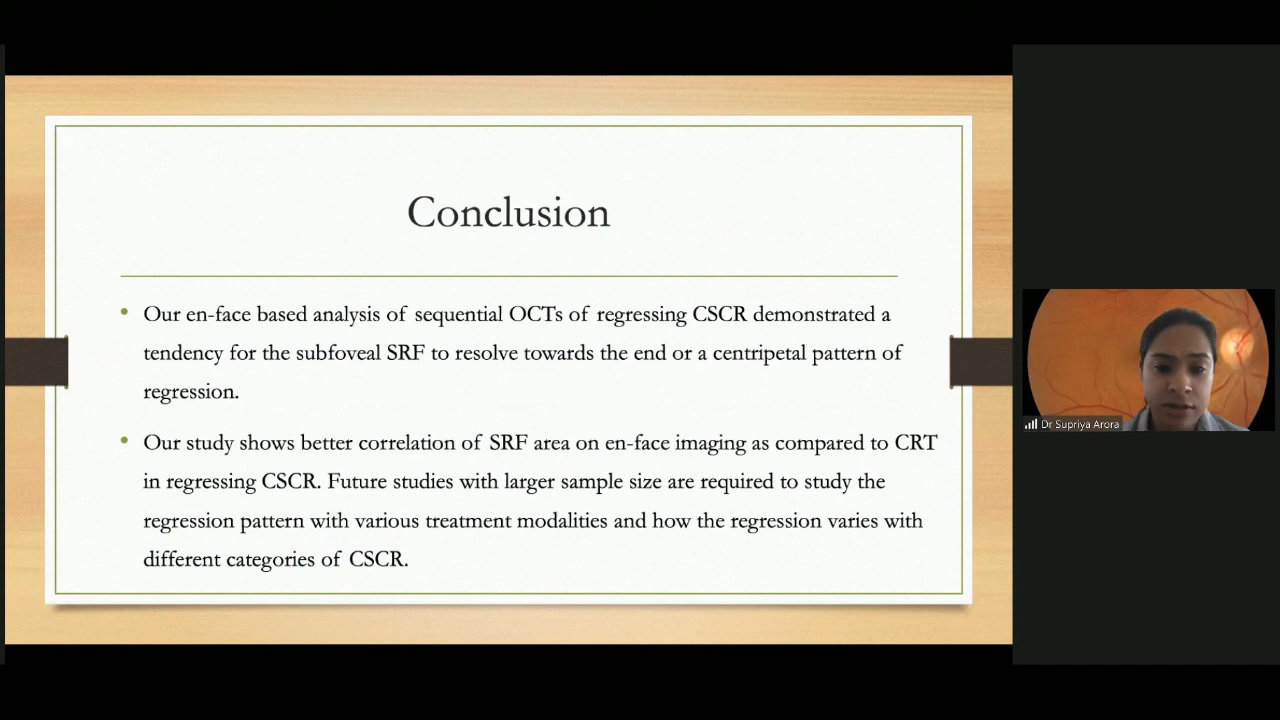 Conclusion
• Our en-face based analysis of sequential OCTs of regressing CSCR demonstrated a
tendency for the subfoveal SRF to resolve towards the end or a centripetal pattern of
regression.
• Our study shows better correlation of SRF area on en-face imaging as compared to CRT
in regressing CSCR. Future studies with larger sample size are required to study the
regression pattern with various treatment modalities and how the regression varies with
different categories of CSCR.
Dr Supriya Arora